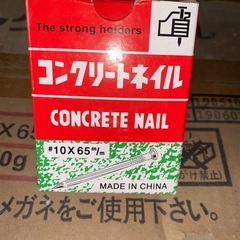 The strong holders
コンクリートネイル
CONCRETE NAIL
#10X65m/m
MADE IN CHINA
メガネをご使用下さい。